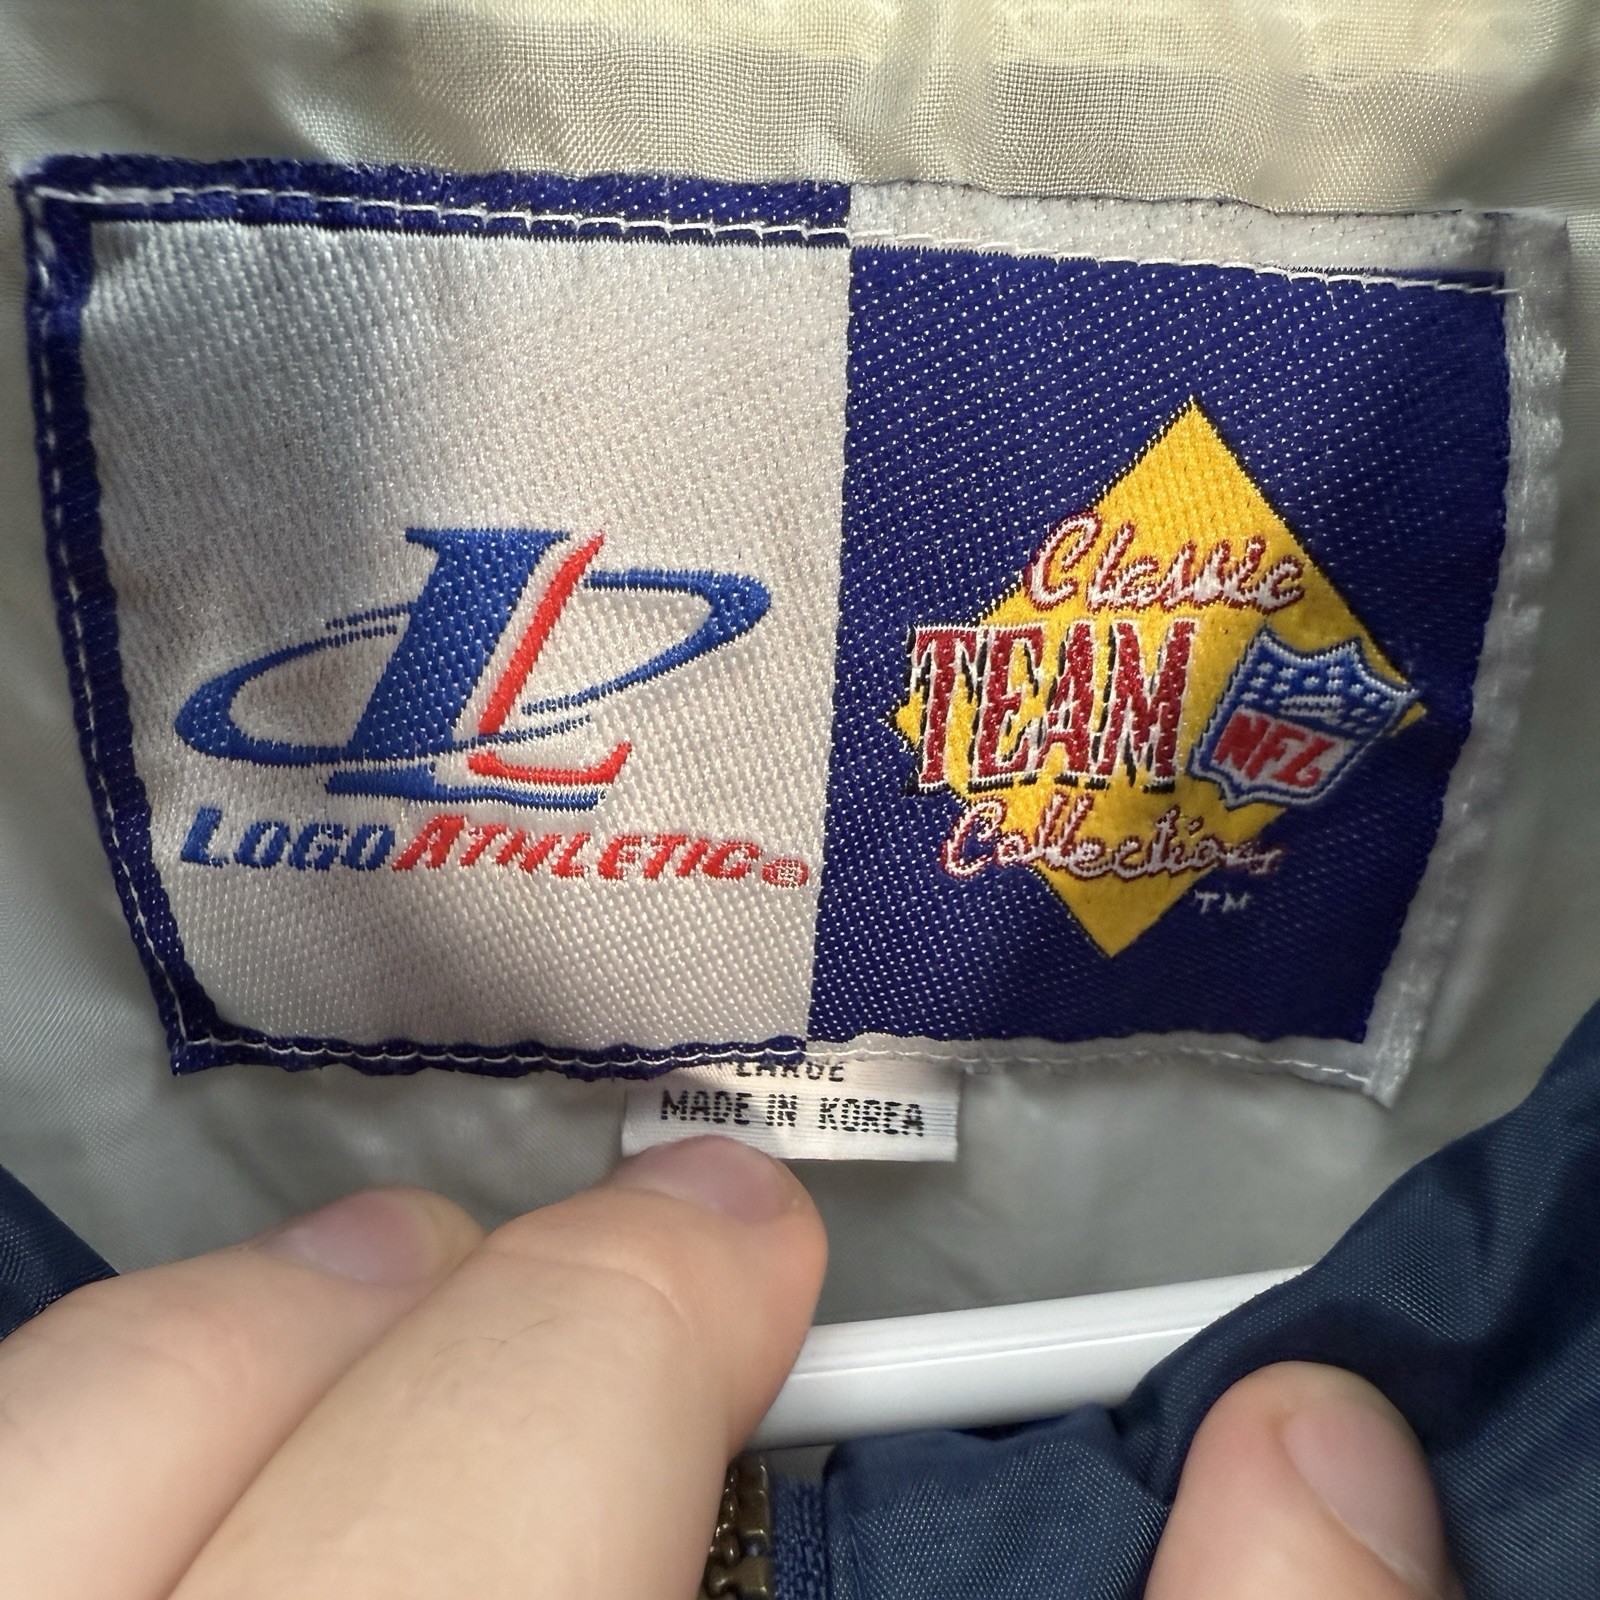 L
LOGO ATHLETIC®
Classic
TEAM
NFL
Collection
TM
LARGE
MADE IN KOREA